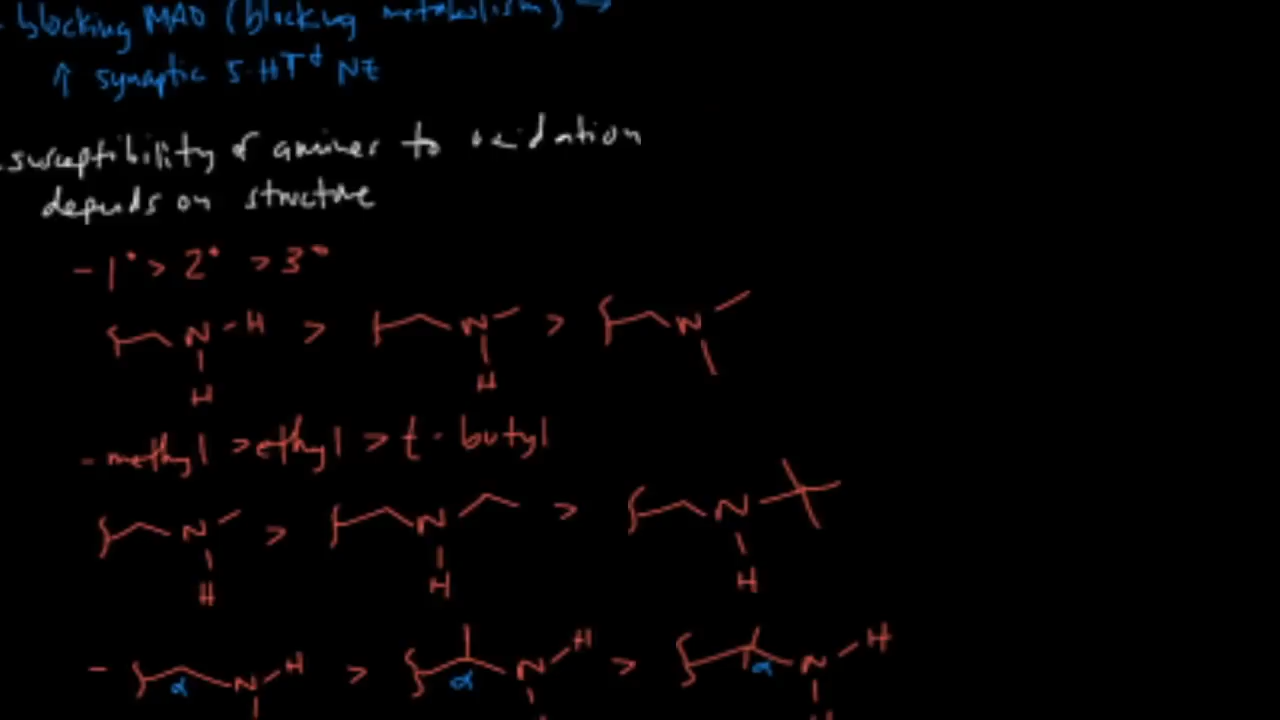 - blocking MAO (blocking metabolism) →
↑ synaptic 5-HT + NE
- susceptibility of amines to oxidation
depends on structure
- 1° > 2° > 3°
N - H > N > N
H H
- methyl > ethyl > t-butyl
N > N > N
H H H
- α N H > α N H > α N H